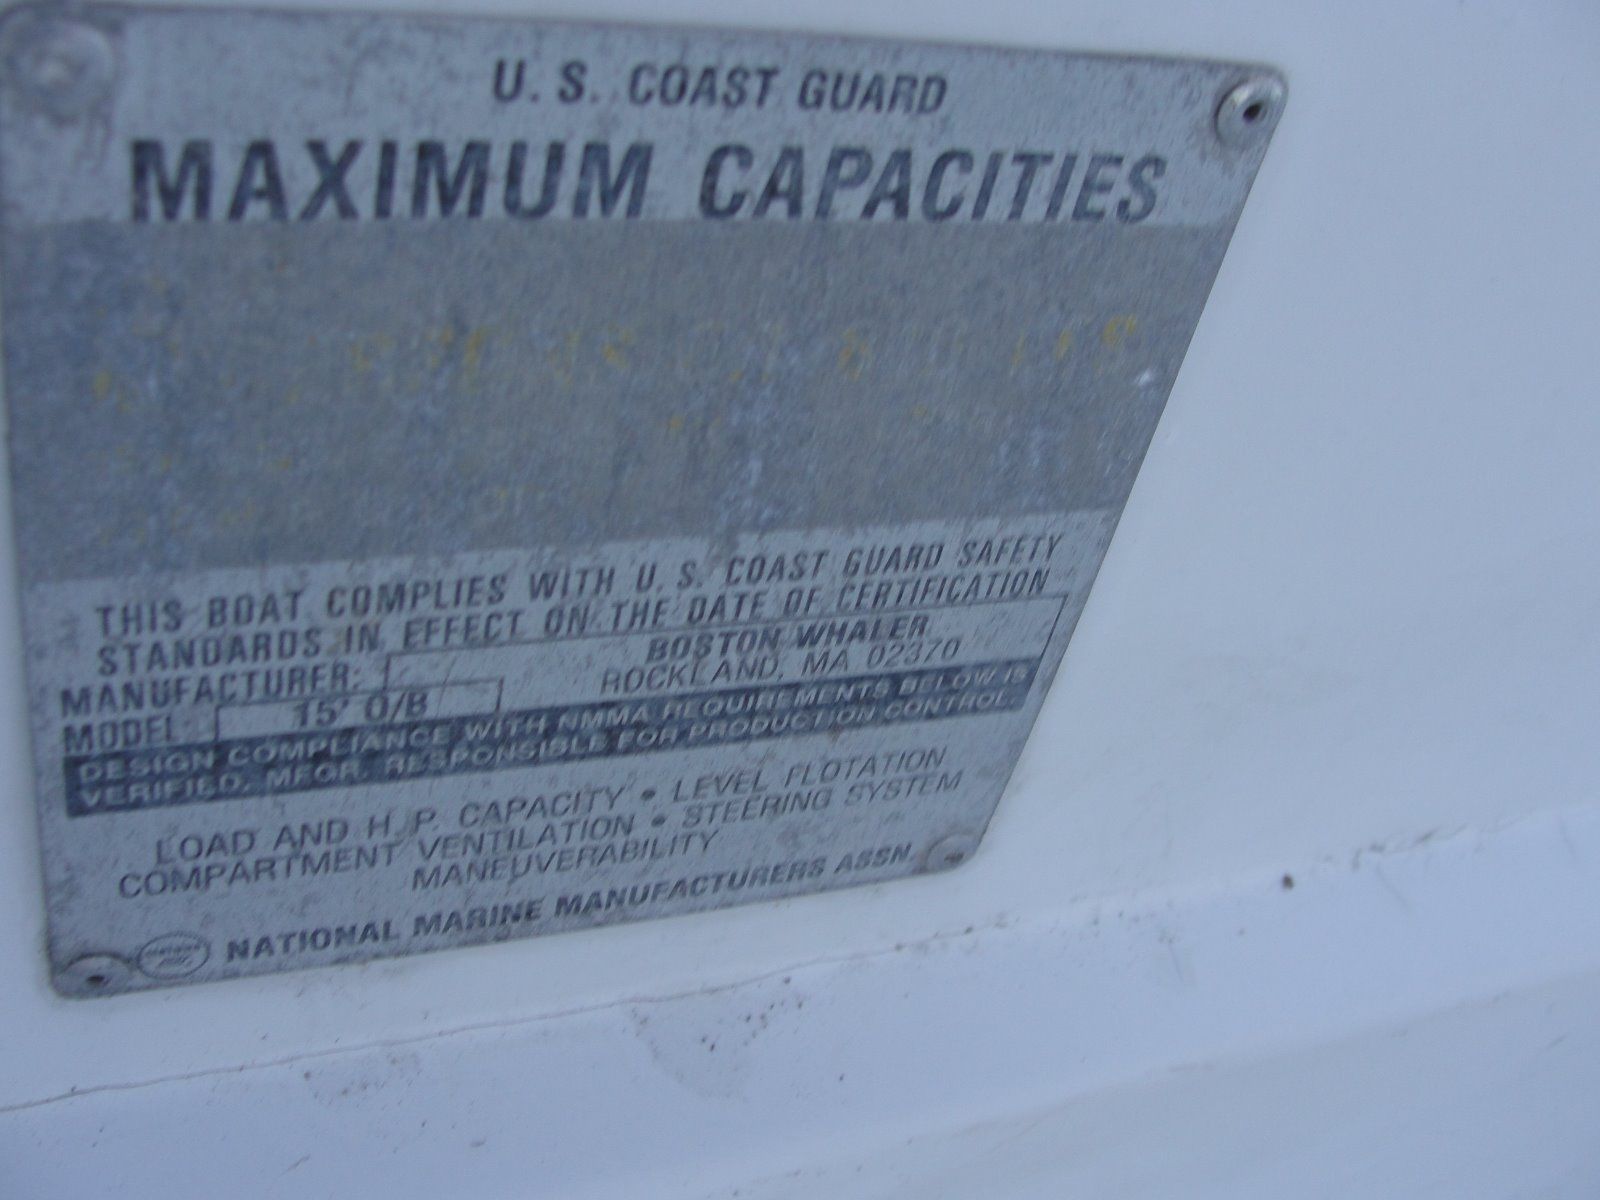 U. S. COAST GUARD
MAXIMUM CAPACITIES
THIS BOAT COMPLIES WITH U. S. COAST GUARD SAFETY
STANDARDS IN EFFECT ON THE DATE OF CERTIFICATION
MANUFACTURER: BOSTON WHALER
ROCKLAND, MA 02370
MODEL 15' O/B
DESIGN COMPLIANCE WITH NMMA REQUIREMENTS BELOW IS
VERIFIED. MFGR. RESPONSIBLE FOR PRODUCTION CONTROL.
LOAD AND H. P. CAPACITY • LEVEL FLOTATION
COMPARTMENT VENTILATION • STEERING SYSTEM
MANEUVERABILITY
NATIONAL MARINE MANUFACTURERS ASSN.